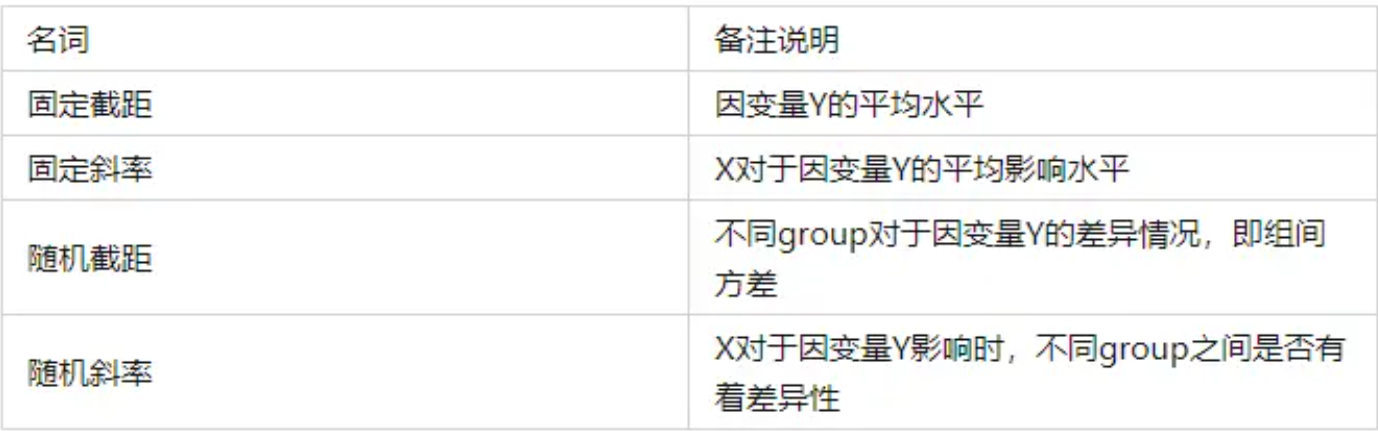 名词
备注说明
固定截距
因变量Y的平均水平
固定斜率
X对于因变量Y的平均影响水平
随机截距
不同group对于因变量Y的差异情况，即组间
方差
随机斜率
X对于因变量Y影响时，不同group之间是否有
着差异性